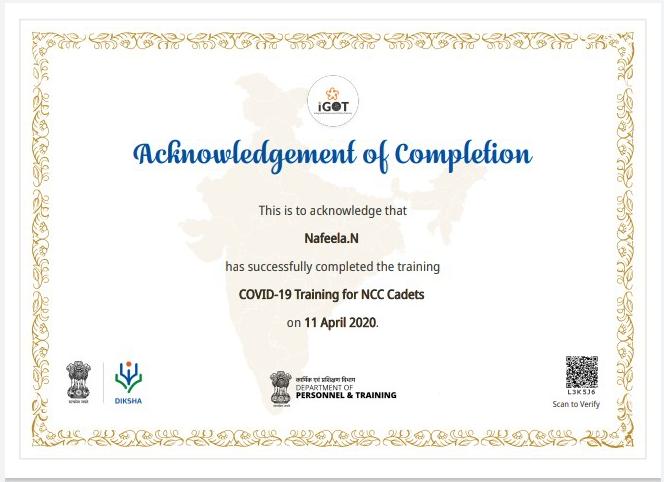 iGOT
Acknowledgement of Completion
This is to acknowledge that
Nafeela.N
has successfully completed the training
COVID-19 Training for NCC Cadets
on 11 April 2020.
DIKSHA
कार्मिक एवं प्रशिक्षण विभाग
DEPARTMENT OF
PERSONNEL & TRAINING
L3K5J6
Scan to Verify